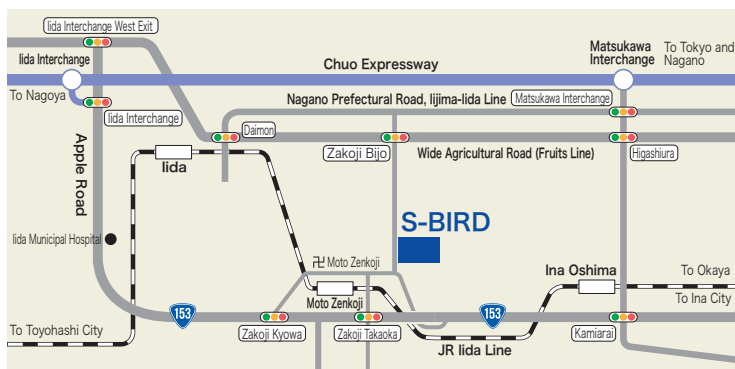 Iida Interchange West Exit
Iida Interchange
Matsukawa
Interchange
To Tokyo and
Nagano
Chuo Expressway
To Nagoya
Nagano Prefectural Road, Iijima-Iida Line
Matsukawa Interchange
Iida Interchange
Daimon
Zakoji Bijo
Wide Agricultural Road (Fruits Line)
Higashiura
Apple Road
Iida
S-BIRD
Iida Municipal Hospital
卍 Moto Zenkoji
Ina Oshima
To Okaya
Moto Zenkoji
To Ina City
153
153
To Toyohashi City
Zakoji Kyowa
Zakoji Takaoka
Kamiarai
JR Iida Line